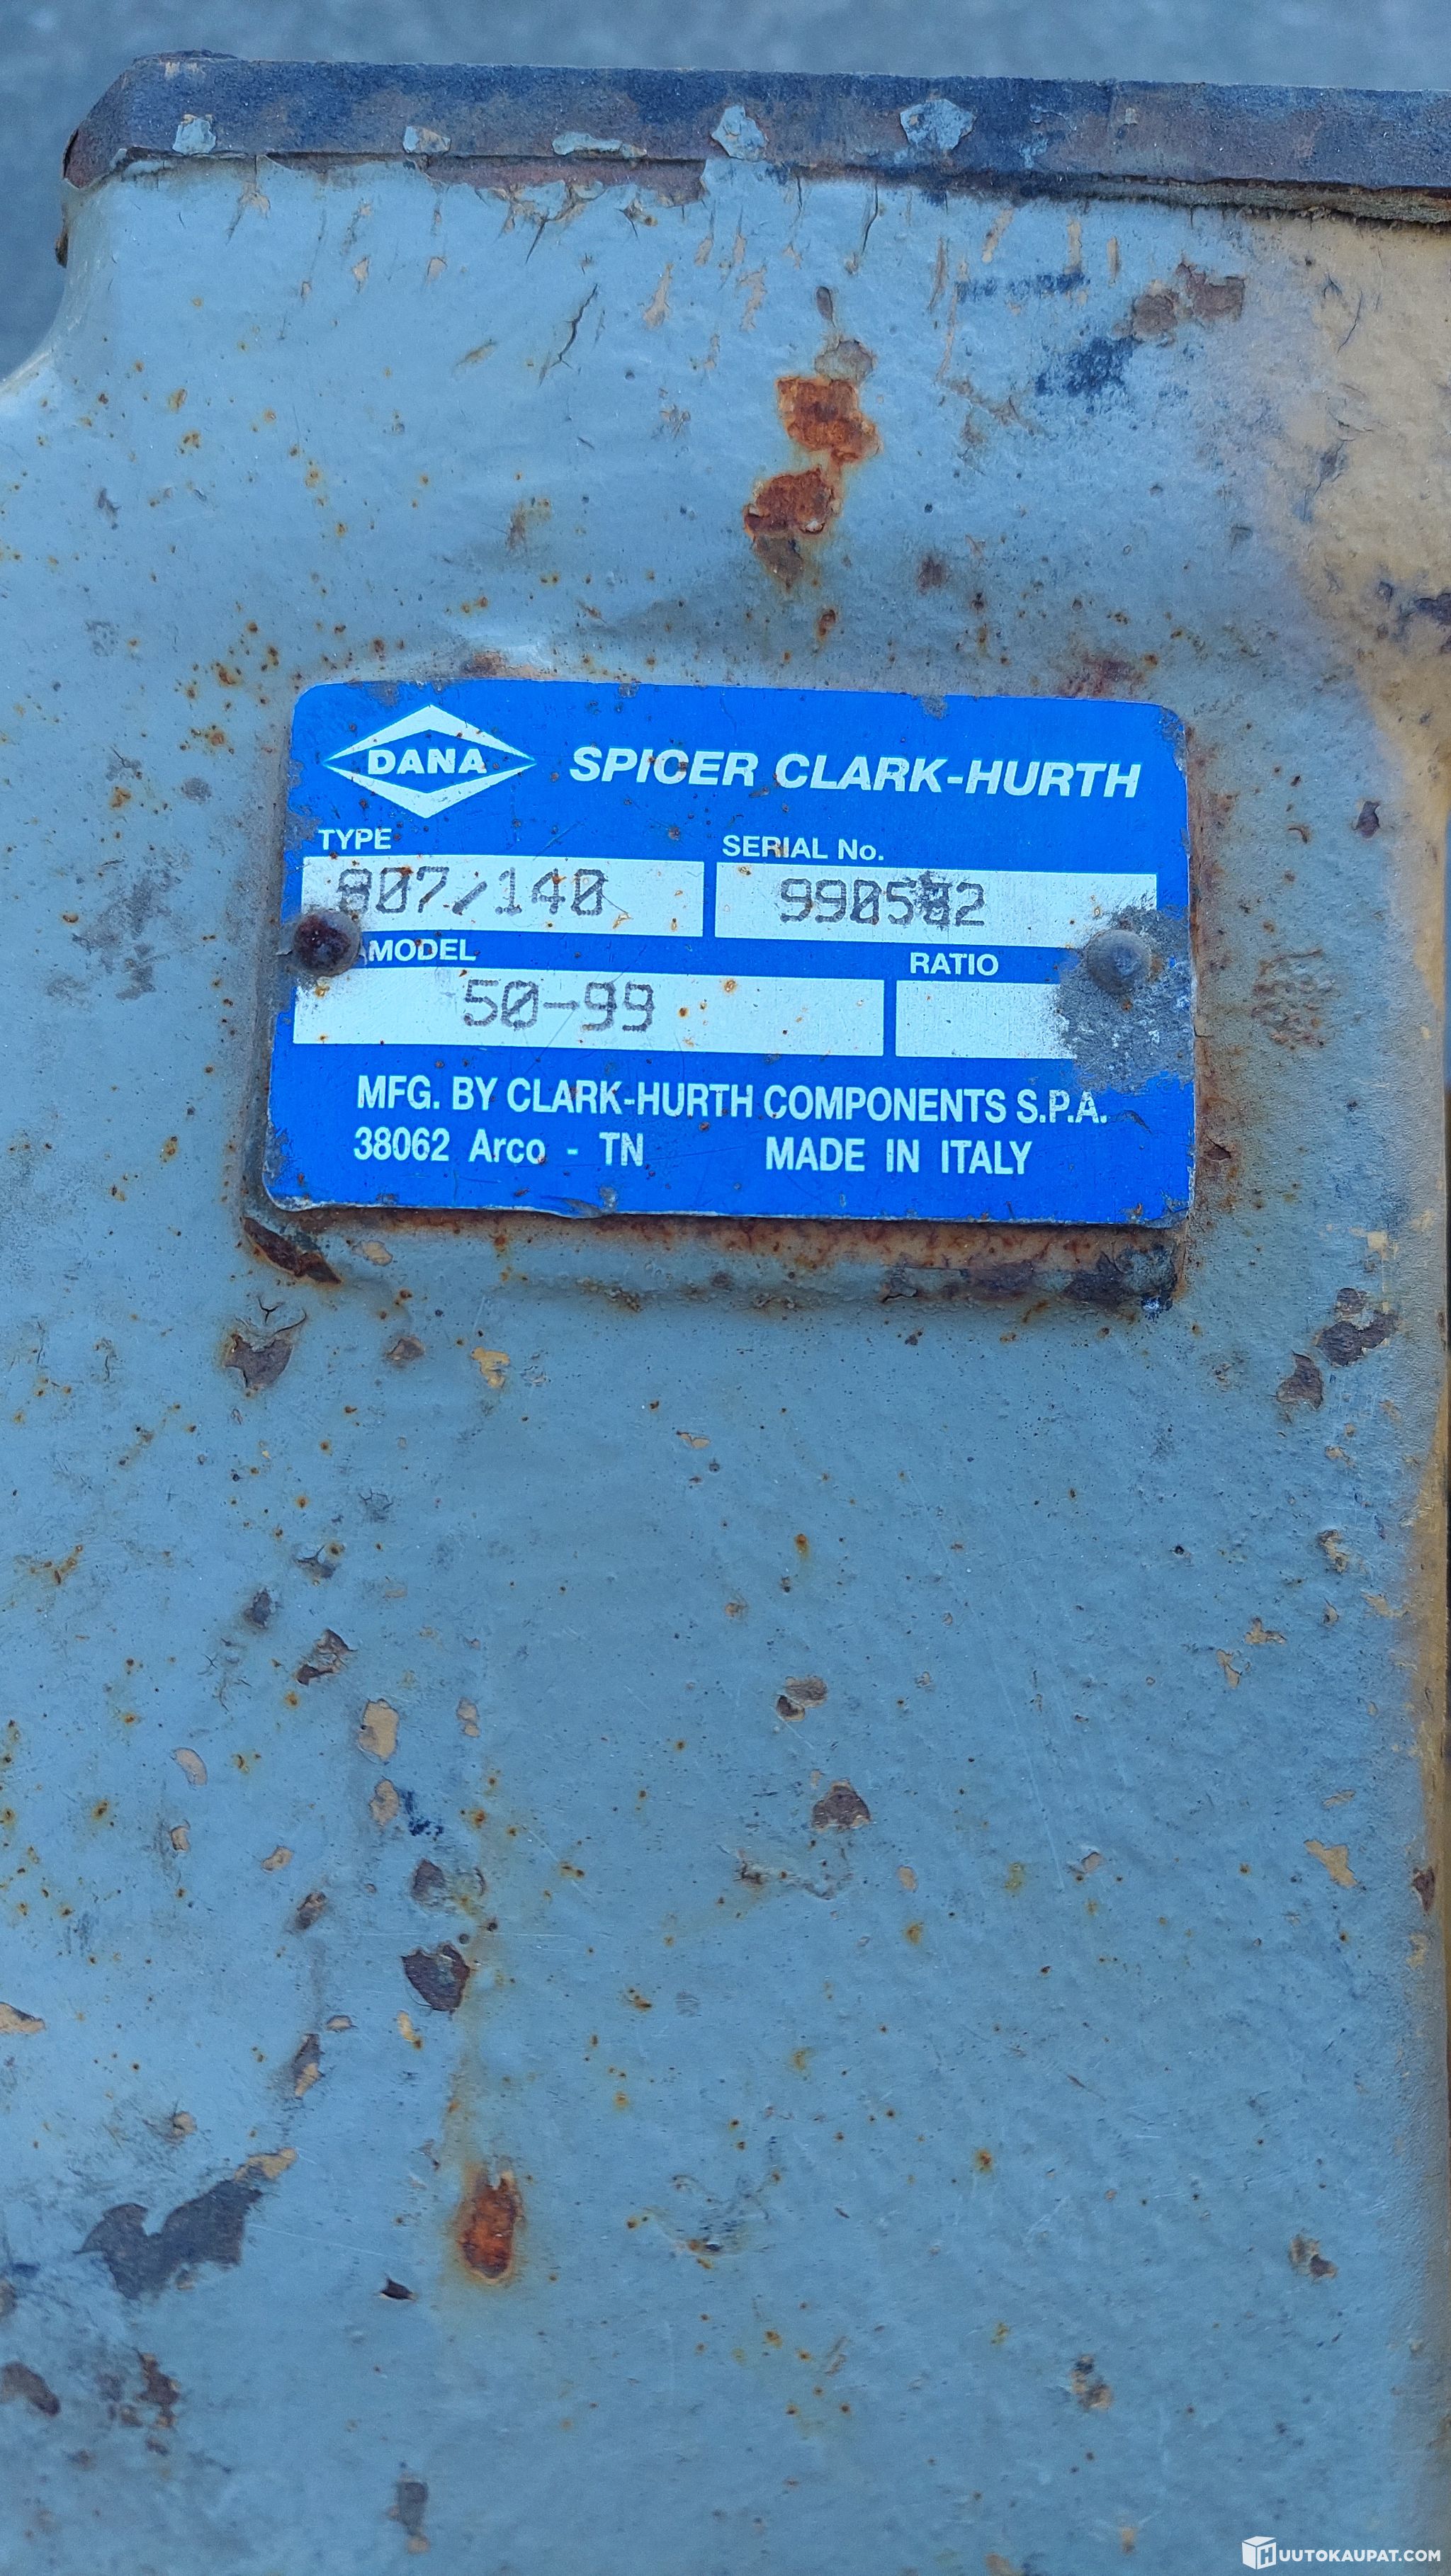 DANA SPICER CLARK-HURTH
TYPE SERIAL No.
807/140
MODEL RATIO
50-99
MFG. BY CLARK-HURTH COMPONENTS S.P.A.
38062 Arco - TN MADE IN ITALY
HUUTOKAUPAT.COM